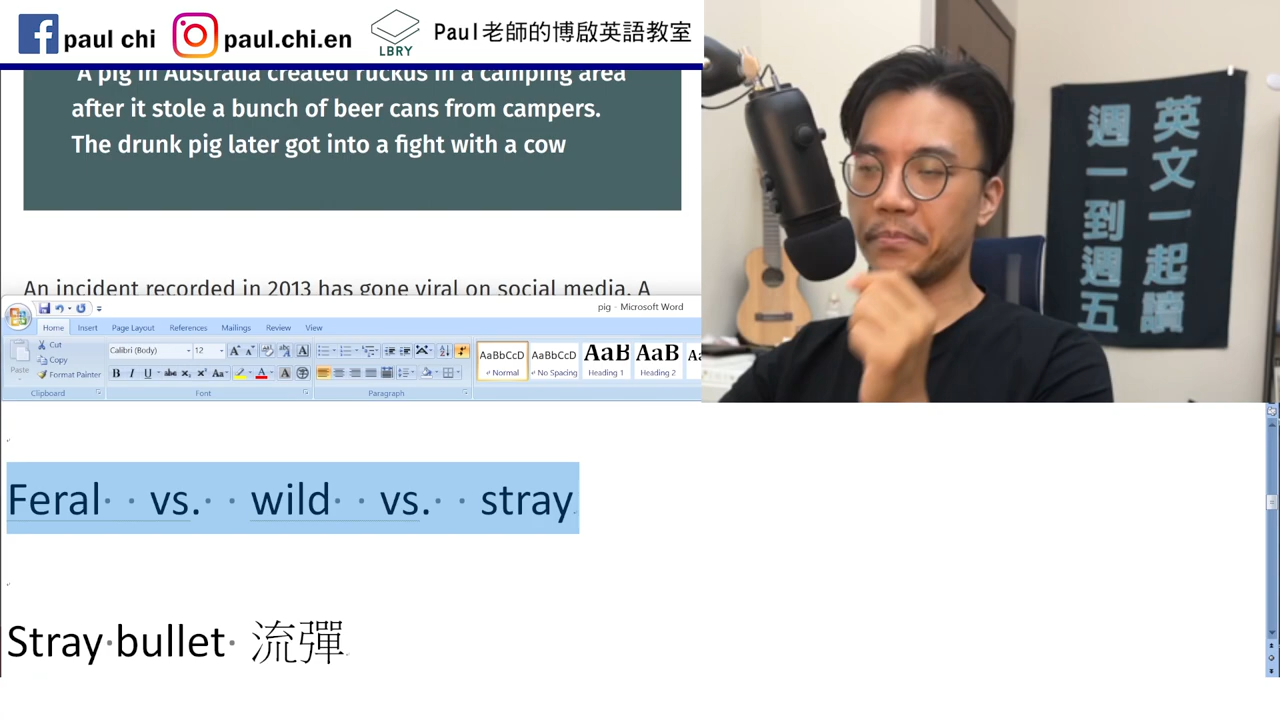 paul chi
paul.chi.en
LBRY
Paul老師的博啟英語教室
A pig in Australia created ruckus in a camping area
after it stole a bunch of beer cans from campers.
The drunk pig later got into a fight with a cow
An incident recorded in 2013 has gone viral on social media. A
pig - Microsoft Word
Home Insert Page Layout References Mailings Review View
Paste
Cut
Copy
Format Painter
Clipboard
Calibri (Body) 12
Font
Paragraph
AaBbCcD AaBbCcD AaBb AaBb
Normal No Spacing Heading 1 Heading 2
Feral vs. wild vs. stray
Stray bullet 流彈
英文一起讀
週一到週五